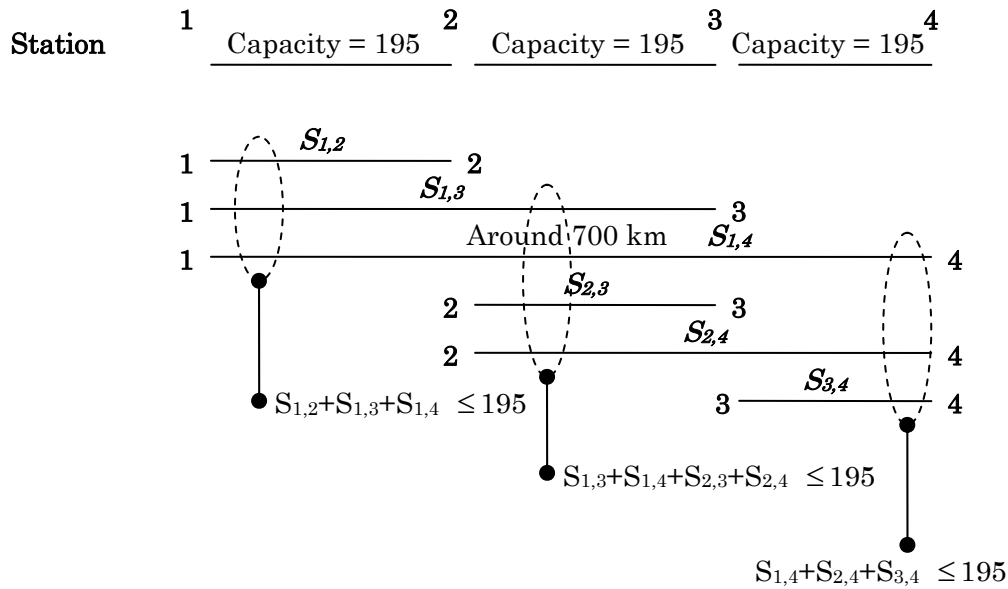 1 2 3 4
Station Capacity = 195 Capacity = 195 Capacity = 195
S1,2
1 2
S1,3
1 3
Around 700 km S1,4
1 4
S2,3
2 3
S2,4
2 4
S3,4
3 4
S1,2+S1,3+S1,4 ≤195
S1,3+S1,4+S2,3+S2,4 ≤195
S1,4+S2,4+S3,4 ≤195